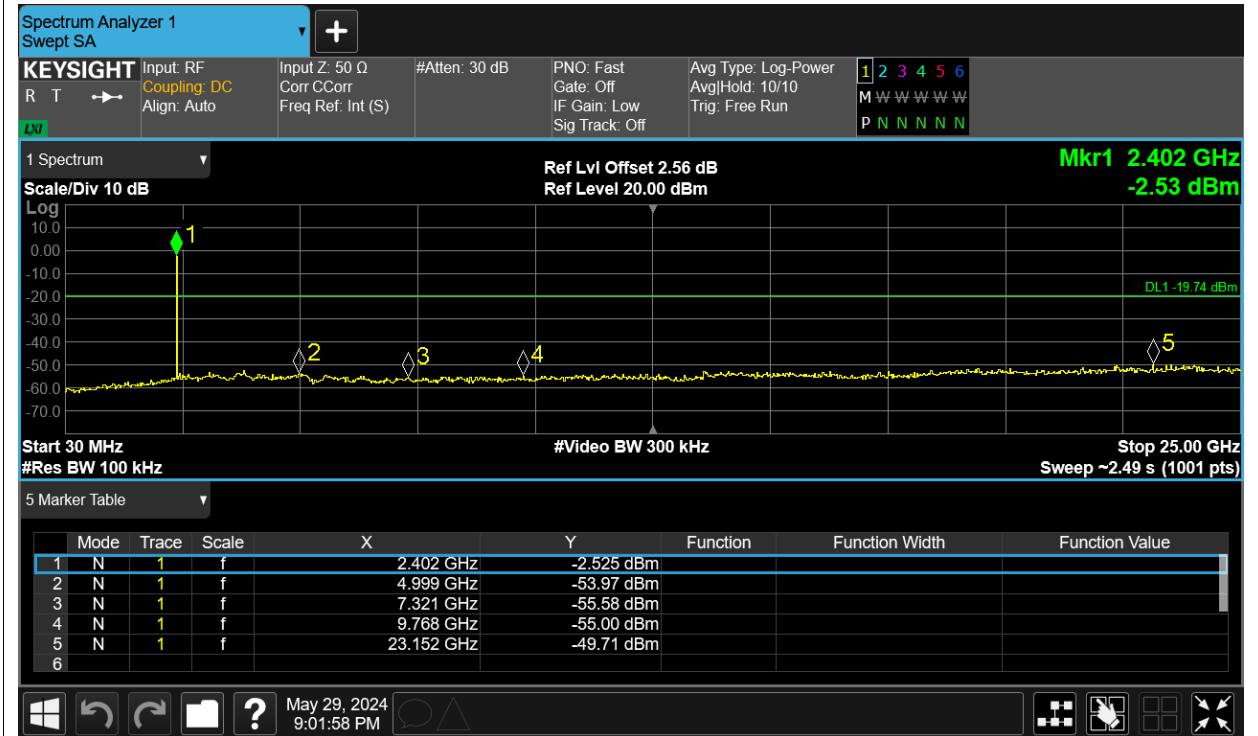 Spectrum Analyzer 1
Swept SA
KEYSIGHT
R T
LXI
Input: RF
Coupling: DC
Align: Auto
Input Z: 50 Ω
Corr CCorr
Freq Ref: Int (S)
#Atten: 30 dB
PNO: Fast
Gate: Off
IF Gain: Low
Sig Track: Off
Avg Type: Log-Power
Avg|Hold: 10/10
Trig: Free Run
1 2 3 4 5 6
M W W W W W
P N N N N N
1 Spectrum
Scale/Div 10 dB
Ref Lvl Offset 2.56 dB
Ref Level 20.00 dBm
Mkr1 2.402 GHz
-2.53 dBm
Log
10.0
0.00
-10.0
-20.0
-30.0
-40.0
-50.0
-60.0
-70.0
1
2
3
4
5
DL1 -19.74 dBm
Start 30 MHz
#Video BW 300 kHz
Stop 25.00 GHz
#Res BW 100 kHz
Sweep ~2.49 s (1001 pts)
5 Marker Table
Mode Trace Scale X Y Function Function Width Function Value
1 N 1 f 2.402 GHz -2.525 dBm
2 N 1 f 4.999 GHz -53.97 dBm
3 N 1 f 7.321 GHz -55.58 dBm
4 N 1 f 9.768 GHz -55.00 dBm
5 N 1 f 23.152 GHz -49.71 dBm
6
?
May 29, 2024
9:01:58 PM